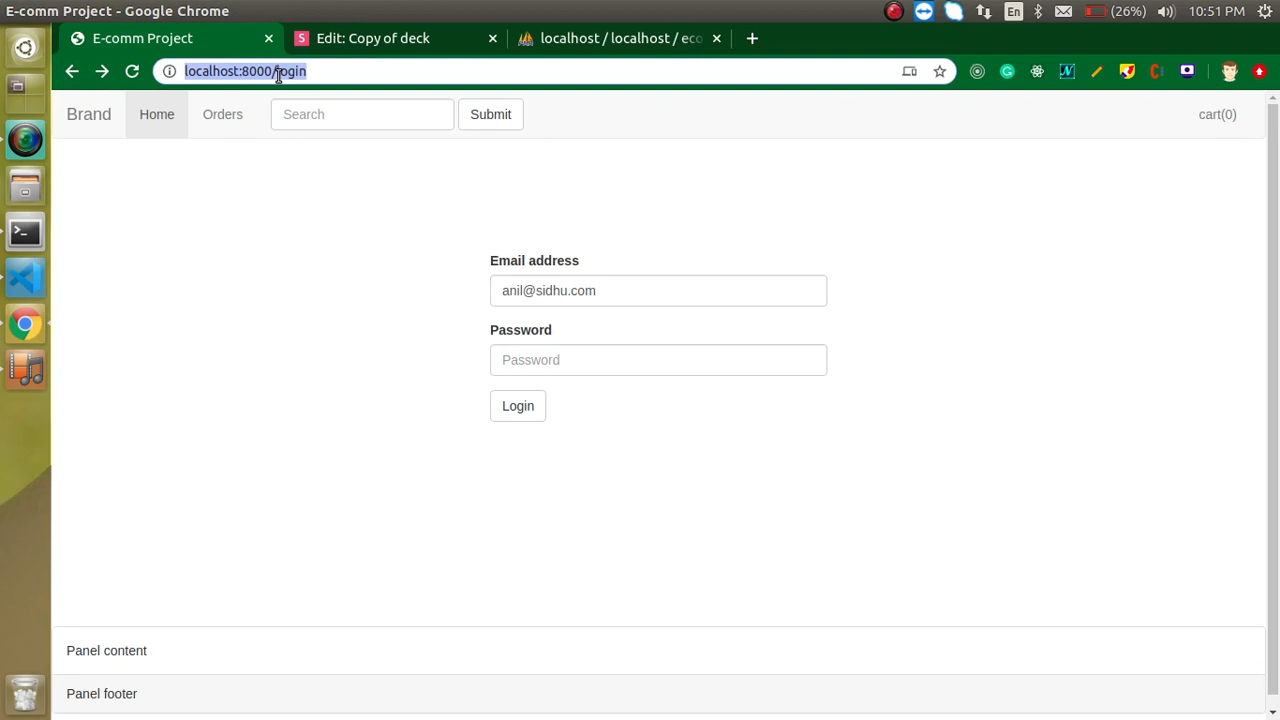 E-comm Project - Google Chrome
En
(26%)
10:51 PM
E-comm Project
S
Edit: Copy of deck
localhost / localhost / eco
localhost:8000/login
Brand
Home
Orders
Search
Submit
cart(0)
Email address
anil@sidhu.com
Password
Password
Login
Panel content
Panel footer